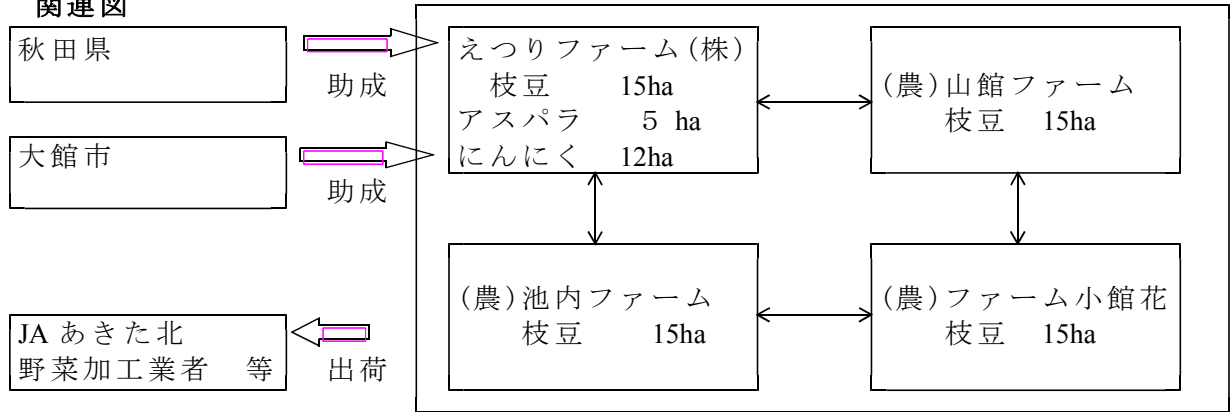 関連図
秋田県
助成
大館市
助成
JAあきた北
野菜加工業者　等
出荷
えつりファーム(株)
枝豆　15ha
アスパラ　５ ha
にんにく　12ha
(農)山館ファーム
枝豆　15ha
(農)池内ファーム
枝豆　15ha
(農)ファーム小館花
枝豆　15ha